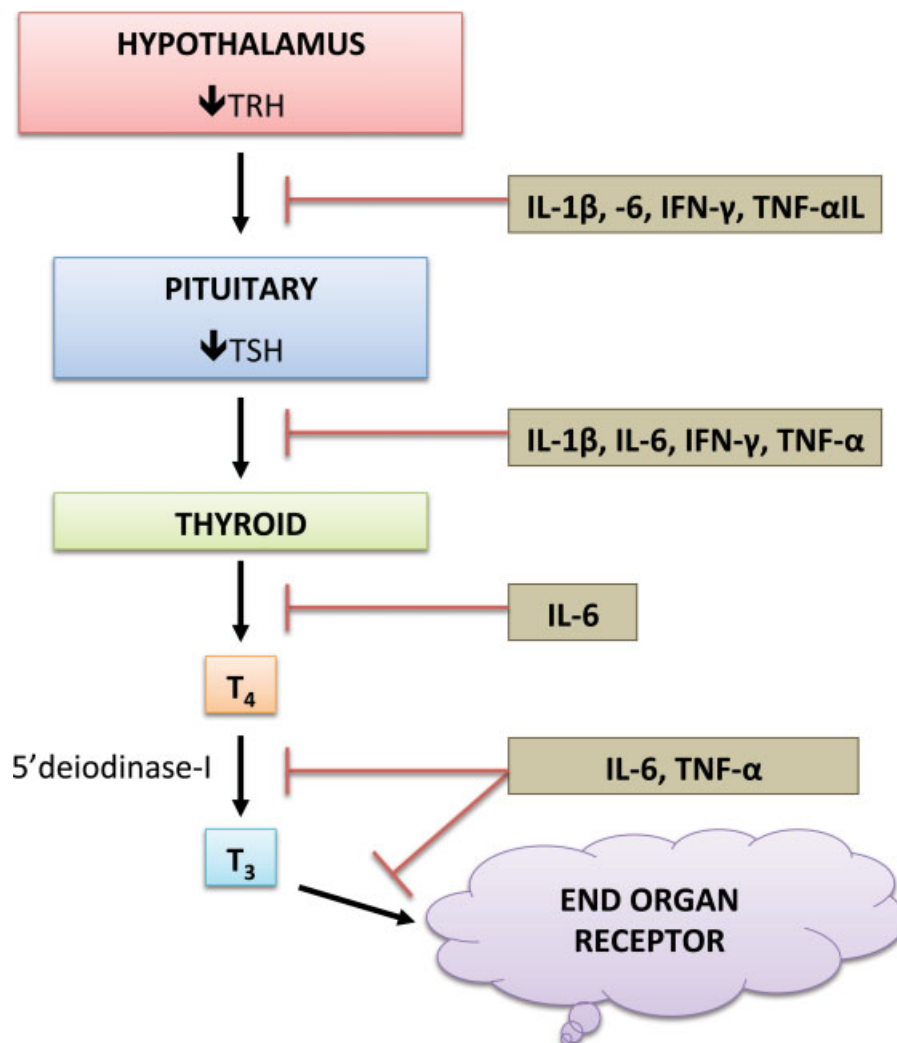 HYPOTHALAMUS
🡻TRH
IL-1β, -6, IFN-γ, TNF-αIL
PITUITARY
🡻TSH
IL-1β, IL-6, IFN-γ, TNF-α
THYROID
IL-6
T₄
5’deiodinase-I
IL-6, TNF-α
T₃
END ORGAN
RECEPTOR